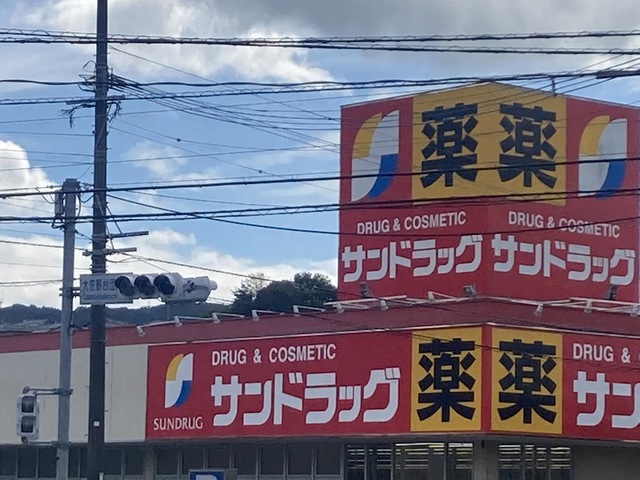 薬 薬
DRUG & COSMETIC DRUG & COSMETIC
サンドラッグ サンドラッグ
DRUG & COSMETIC
サンドラッグ
SUNDRUG
薬 薬
DRUG &
サン